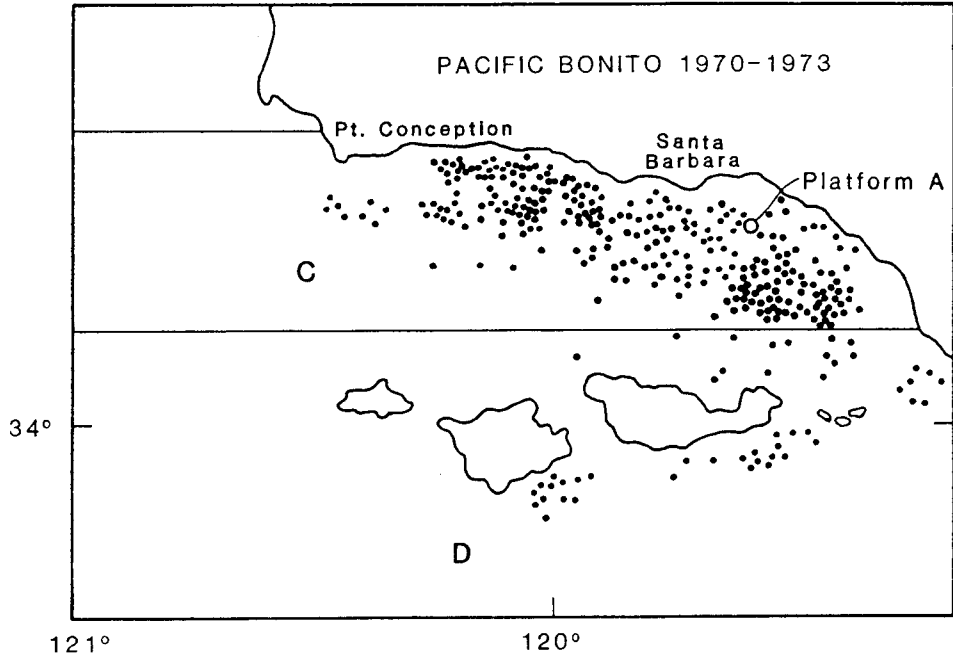 PACIFIC BONITO 1970-1973
Pt. Conception
Santa
Barbara
Platform A
C
34°
D
121°
120°